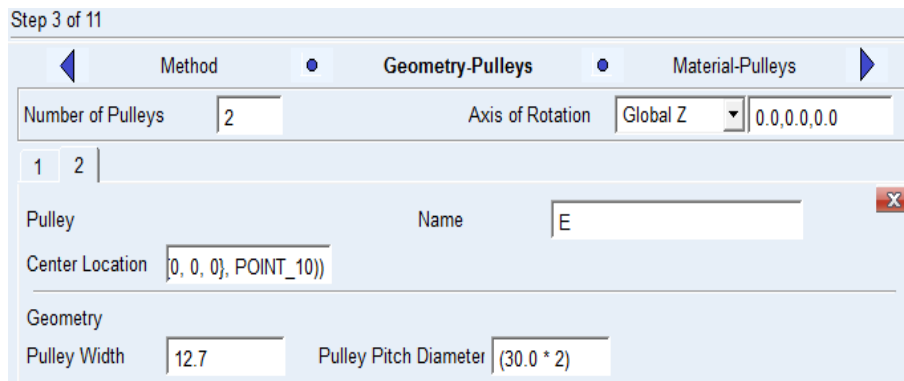 Step 3 of 11
Method Geometry-Pulleys Material-Pulleys
Number of Pulleys 2 Axis of Rotation Global Z 0.0,0.0,0.0
1 2
Pulley Name E
Center Location [0, 0, 0}, POINT_10))
Geometry
Pulley Width 12.7 Pulley Pitch Diameter (30.0 * 2)